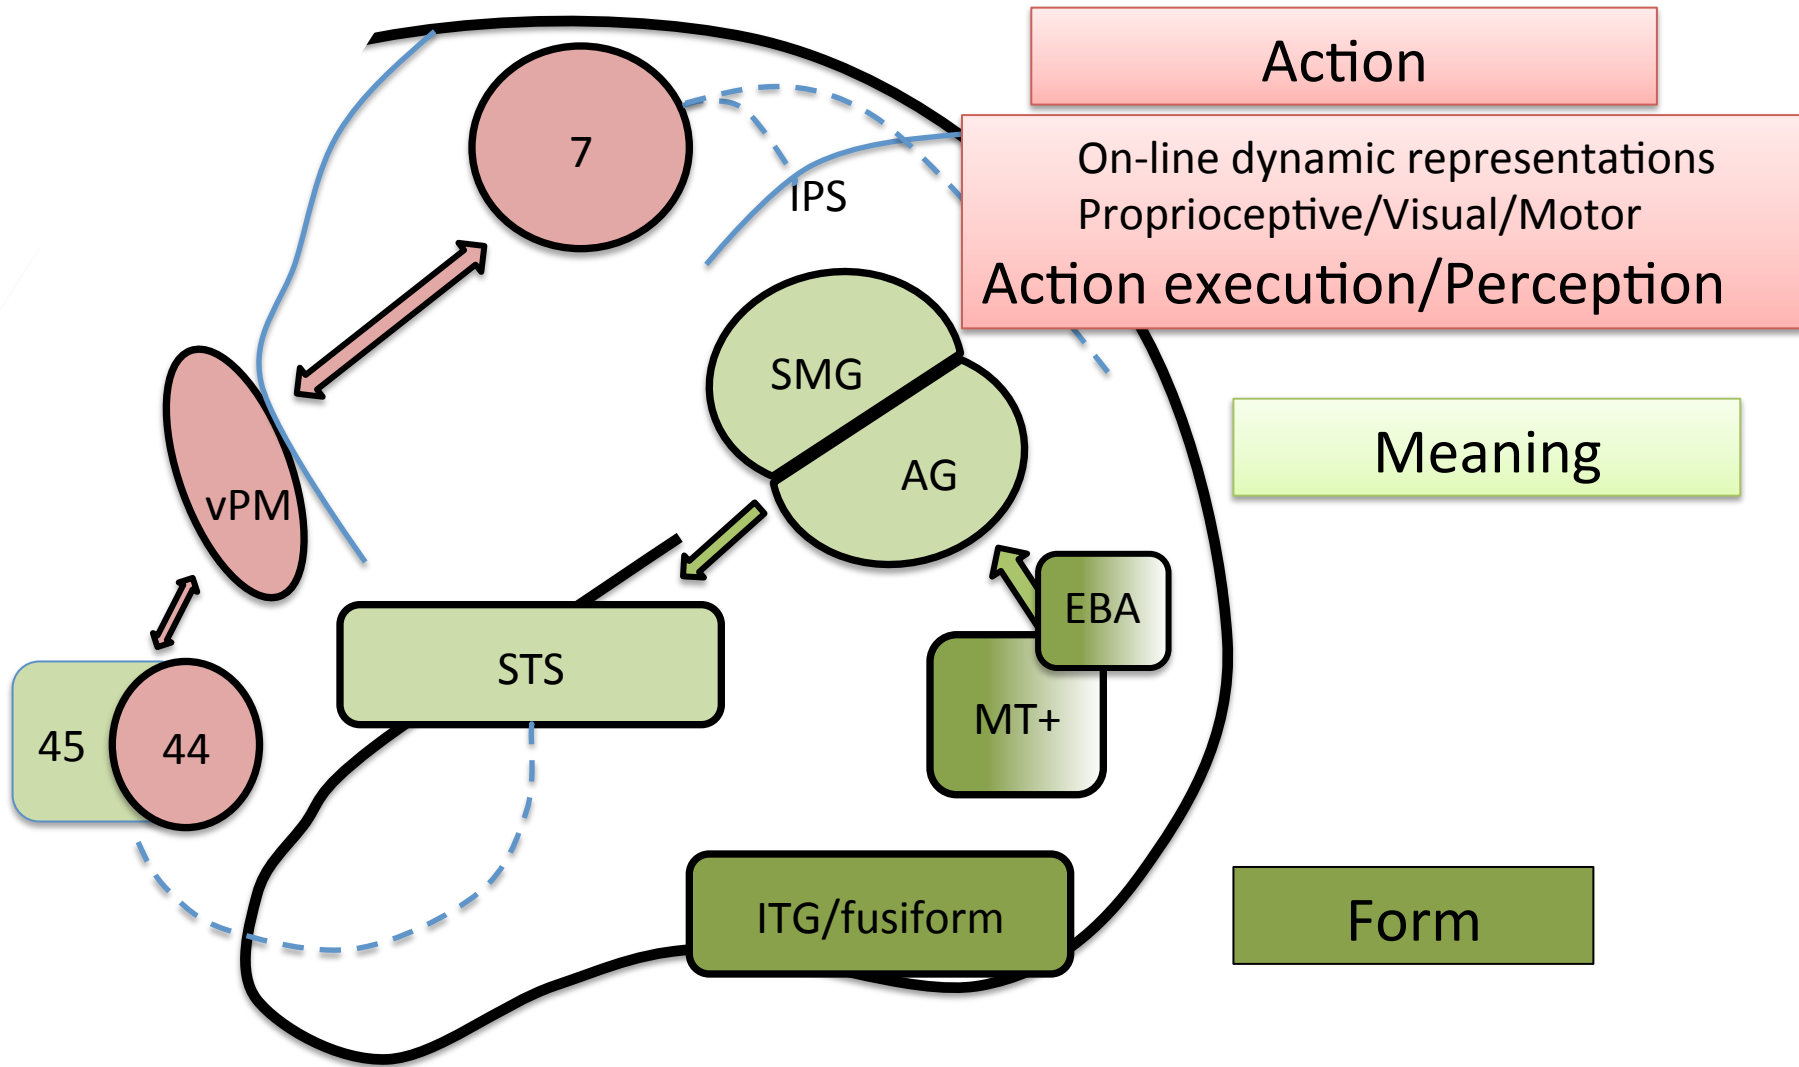 Action
7
On-line dynamic representations
IPS
Proprioceptive/Visual/Motor
Action execution/Perception
SMG
Meaning
AG
vPM
EBA
STS
MT+
45
44
ITG/fusiform
Form